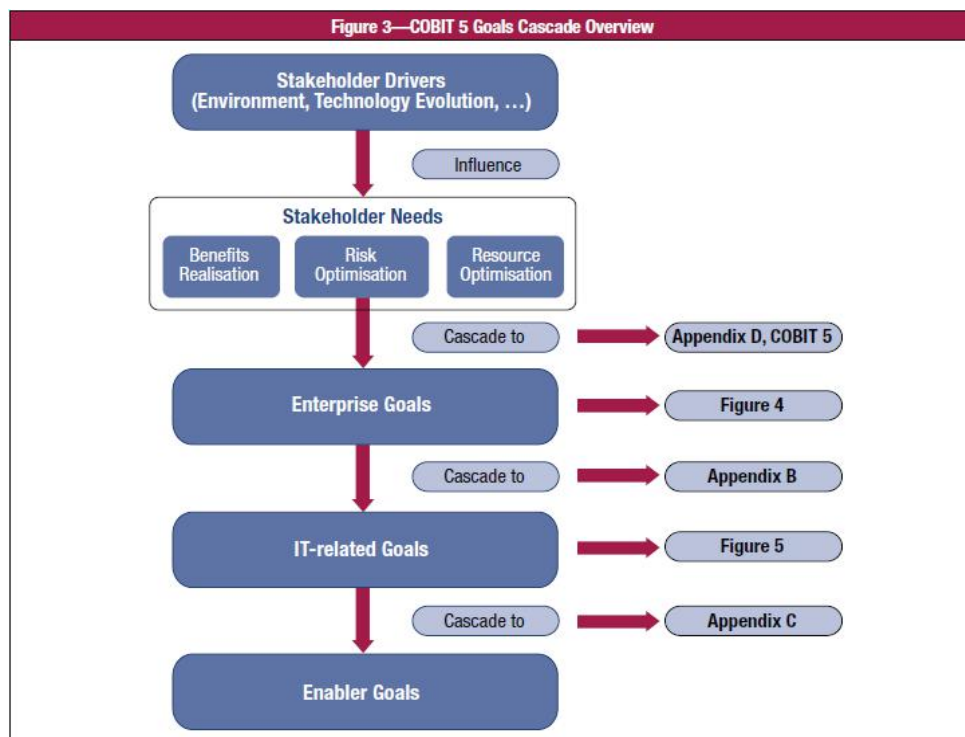 Figure 3—COBIT 5 Goals Cascade Overview
Stakeholder Drivers
(Environment, Technology Evolution, …)
Influence
Stakeholder Needs
Benefits
Realisation
Risk
Optimisation
Resource
Optimisation
Cascade to
Appendix D, COBIT 5
Enterprise Goals
Figure 4
Cascade to
Appendix B
IT-related Goals
Figure 5
Cascade to
Appendix C
Enabler Goals